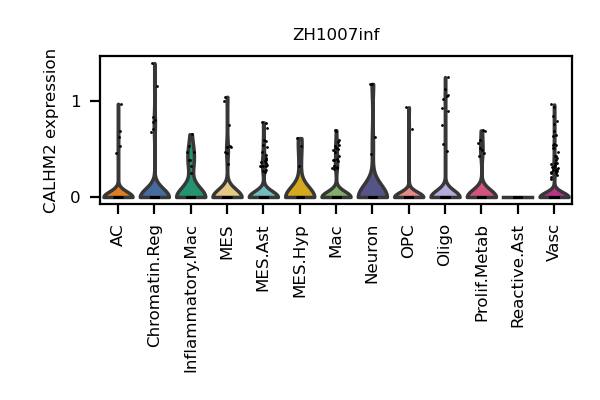 ZH1007inf
CALHM2 expression
1
0
AC
Chromatin.Reg
Inflammatory.Mac
MES
MES.Ast
MES.Hyp
Mac
Neuron
OPC
Oligo
Prolif.Metab
Reactive.Ast
Vasc